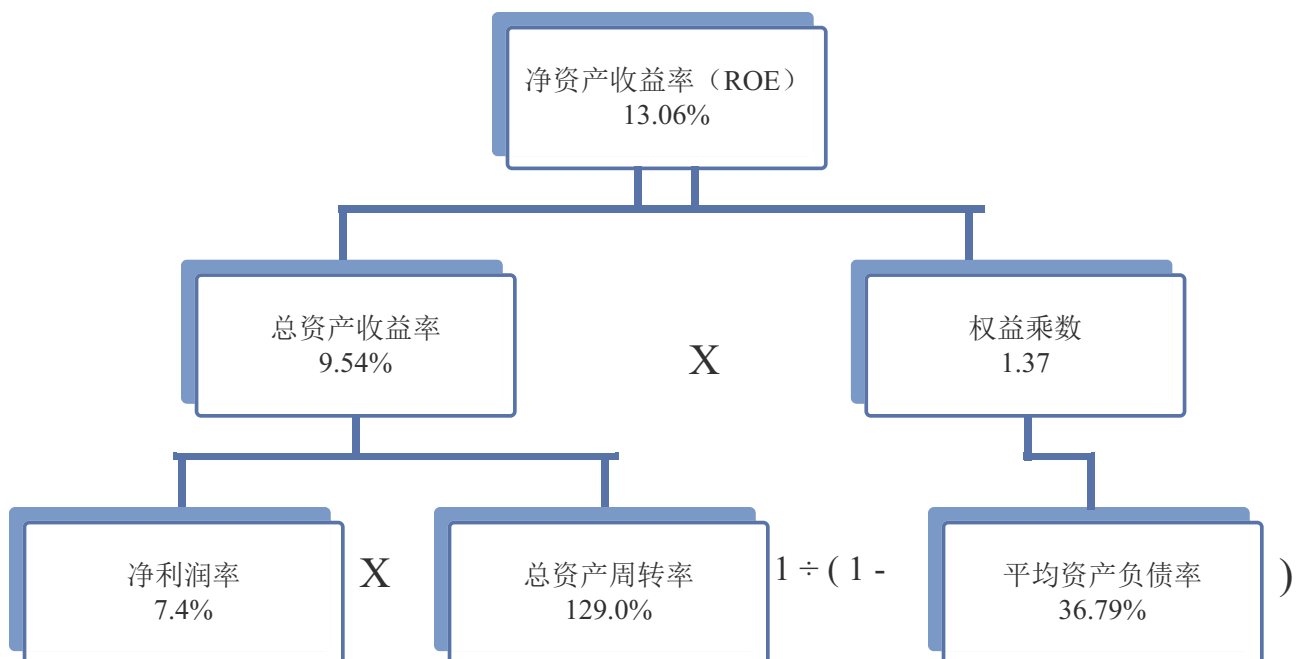 净资产收益率（ROE）
13.06%
总资产收益率
9.54%
X
权益乘数
1.37
净利润率
7.4%
X
总资产周转率
129.0%
1 ÷ ( 1 -
平均资产负债率
36.79%
)